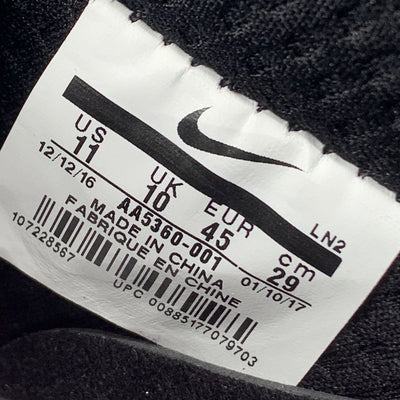 US UK EUR cm
11 10 45 29
12/12/16 AA5360-001 01/10/17
LN2
MADE IN CHINA
FABRIQUE EN CHINE
107228567
UPC 00885177079703